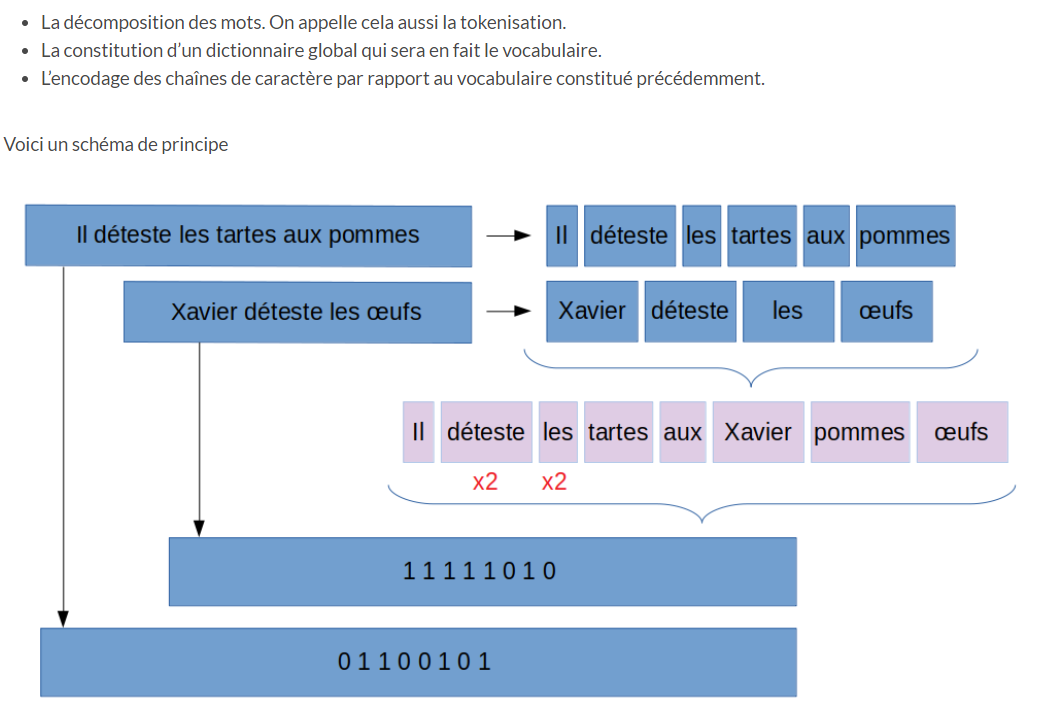 La décomposition des mots. On appelle cela aussi la tokenisation.
La constitution d'un dictionnaire global qui sera en fait le vocabulaire.
L'encodage des chaînes de caractère par rapport au vocabulaire constitué précédemment.
Voici un schéma de principe
Il déteste les tartes aux pommes
Il déteste les tartes aux pommes
Xavier déteste les œufs
Xavier déteste les œufs
Il déteste les tartes aux Xavier pommes œufs
x2 x2
1 1 1 1 1 0 1 0
0 1 1 0 0 1 0 1